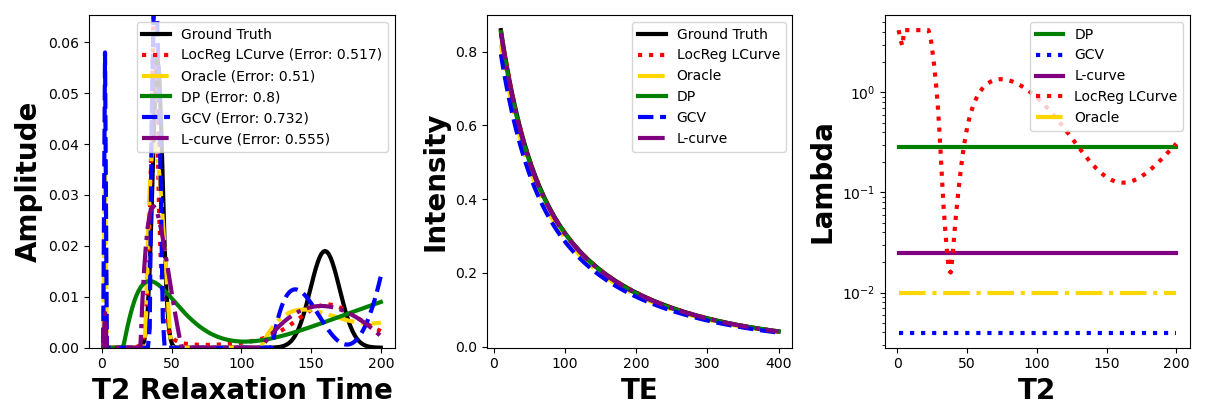 Amplitude
0.06
0.05
0.04
0.03
0.02
0.01
0.00
0
50
100
150
200
T2 Relaxation Time
Ground Truth
LocReg LCurve (Error: 0.517)
Oracle (Error: 0.51)
DP (Error: 0.8)
GCV (Error: 0.732)
L-curve (Error: 0.555)
Intensity
0.8
0.6
0.4
0.2
0.0
0
100
200
300
400
TE
Ground Truth
LocReg LCurve
Oracle
DP
GCV
L-curve
Lambda
10⁰
10⁻¹
10⁻²
0
50
100
150
200
T2
DP
GCV
L-curve
LocReg LCurve
Oracle